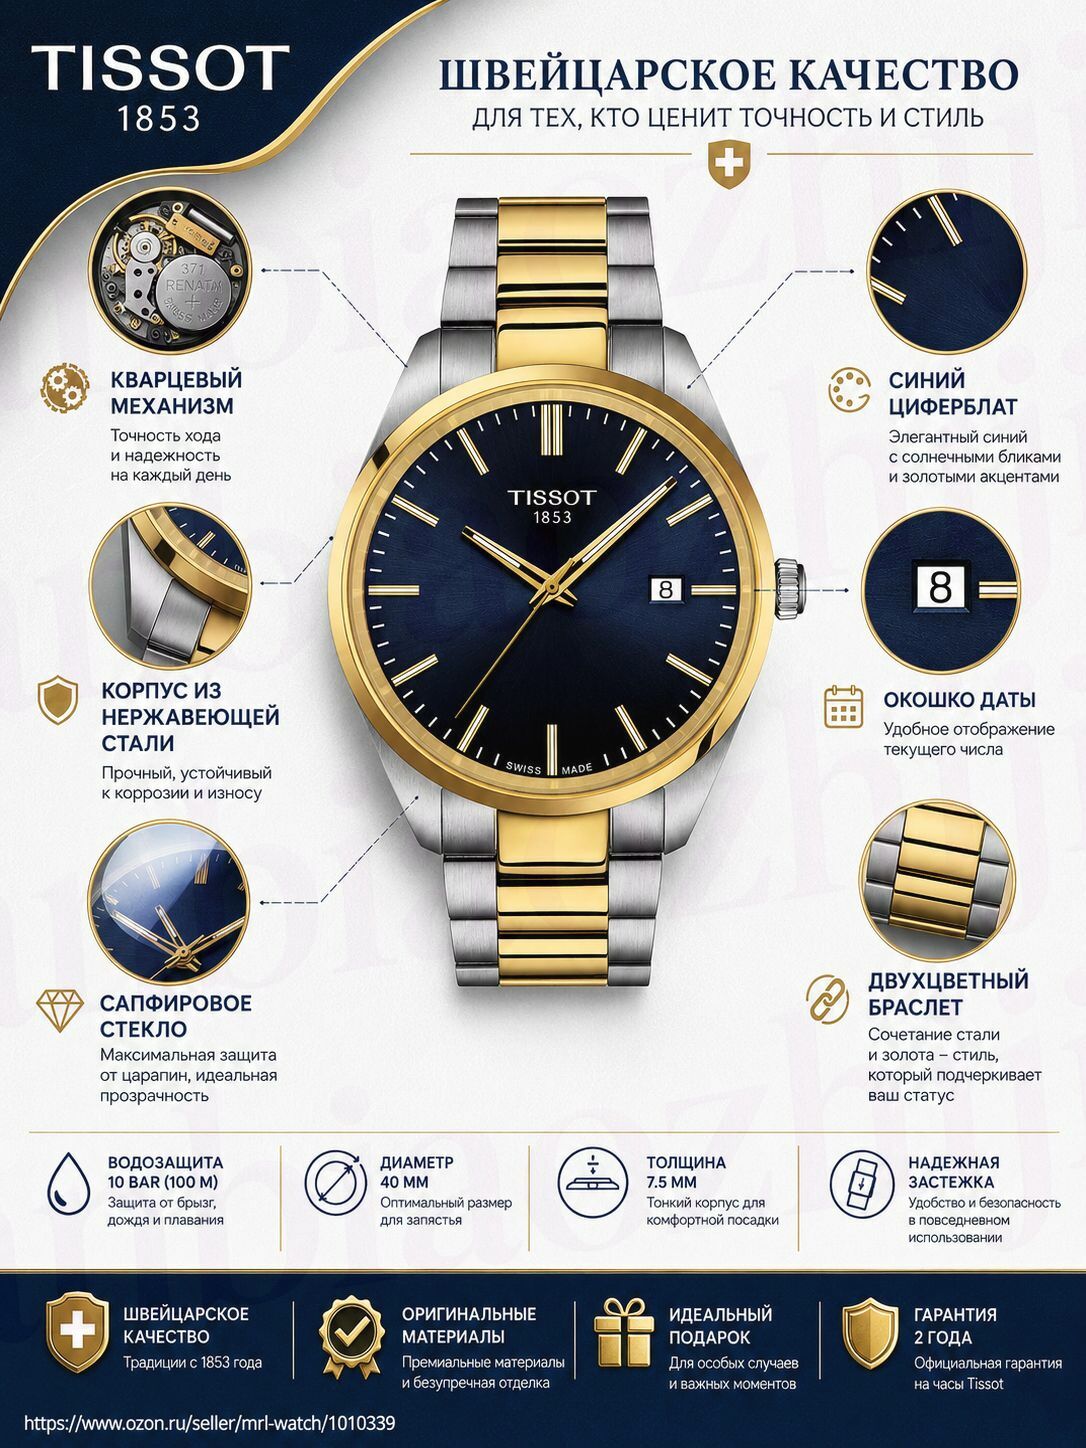 TISSOT
1853
ШВЕЙЦАРСКОЕ КАЧЕСТВО
ДЛЯ ТЕХ, КТО ЦЕНИТ ТОЧНОСТЬ И СТИЛЬ
371
RENATA
SWISS MADE
КВАРЦЕВЫЙ
МЕХАНИЗМ
Точность хода
и надежность
на каждый день
СИНИЙ
ЦИФЕРБЛАТ
Элегантный синий
с солнечными бликами
и золотыми акцентами
TISSOT
1853
8
SWISS MADE
8
КОРПУС ИЗ
НЕРЖАВЕЮЩЕЙ
СТАЛИ
Прочный, устойчивый
к коррозии и износу
ОКОШКО ДАТЫ
Удобное отображение
текущего числа
САПФИРОВОЕ
СТЕКЛО
Максимальная защита
от царапин, идеальная
прозрачность
ДВУХЦВЕТНЫЙ
БРАСЛЕТ
Сочетание стали
и золота – стиль,
который подчеркивает
ваш статус
ВОДОЗАЩИТА
10 BAR (100 М)
Защита от брызг,
дождя и плавания
ДИАМЕТР
40 ММ
Оптимальный размер
для запястья
ТОЛЩИНА
7.5 ММ
Тонкий корпус для
комфортной посадки
НАДЕЖНАЯ
ЗАСТЕЖКА
Удобство и безопасность
в повседневном
использовании
ШВЕЙЦАРСКОЕ
КАЧЕСТВО
Традиции с 1853 года
ОРИГИНАЛЬНЫЕ
МАТЕРИАЛЫ
Премиальные материалы
и безупречная отделка
ИДЕАЛЬНЫЙ
ПОДАРОК
Для особых случаев
и важных моментов
ГАРАНТИЯ
2 ГОДА
Официальная гарантия
на часы Tissot
https://www.ozon.ru/seller/mrl-watch/1010339